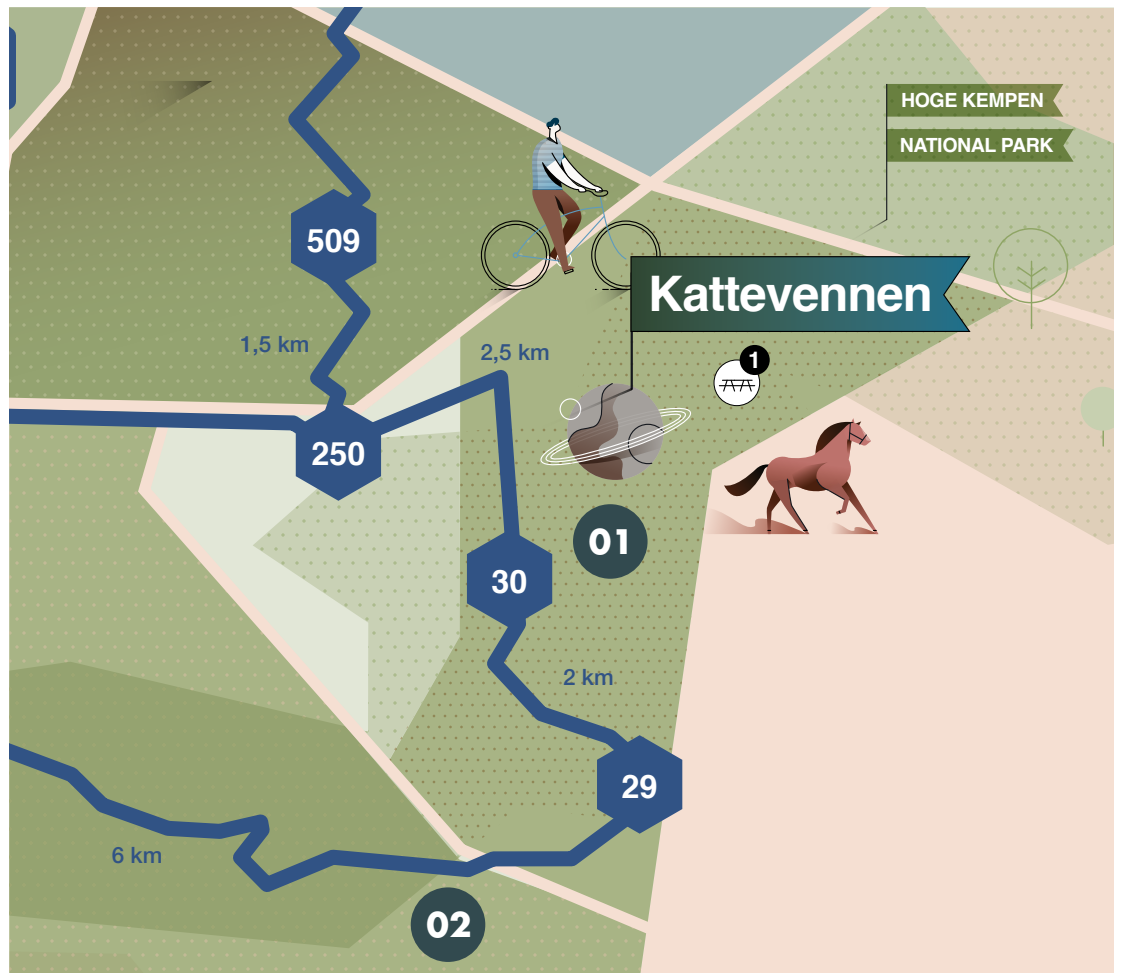 HOGE KEMPEN
NATIONAL PARK
509
Kattevennen
1,5 km
2,5 km
1
250
01
30
2 km
29
6 km
02